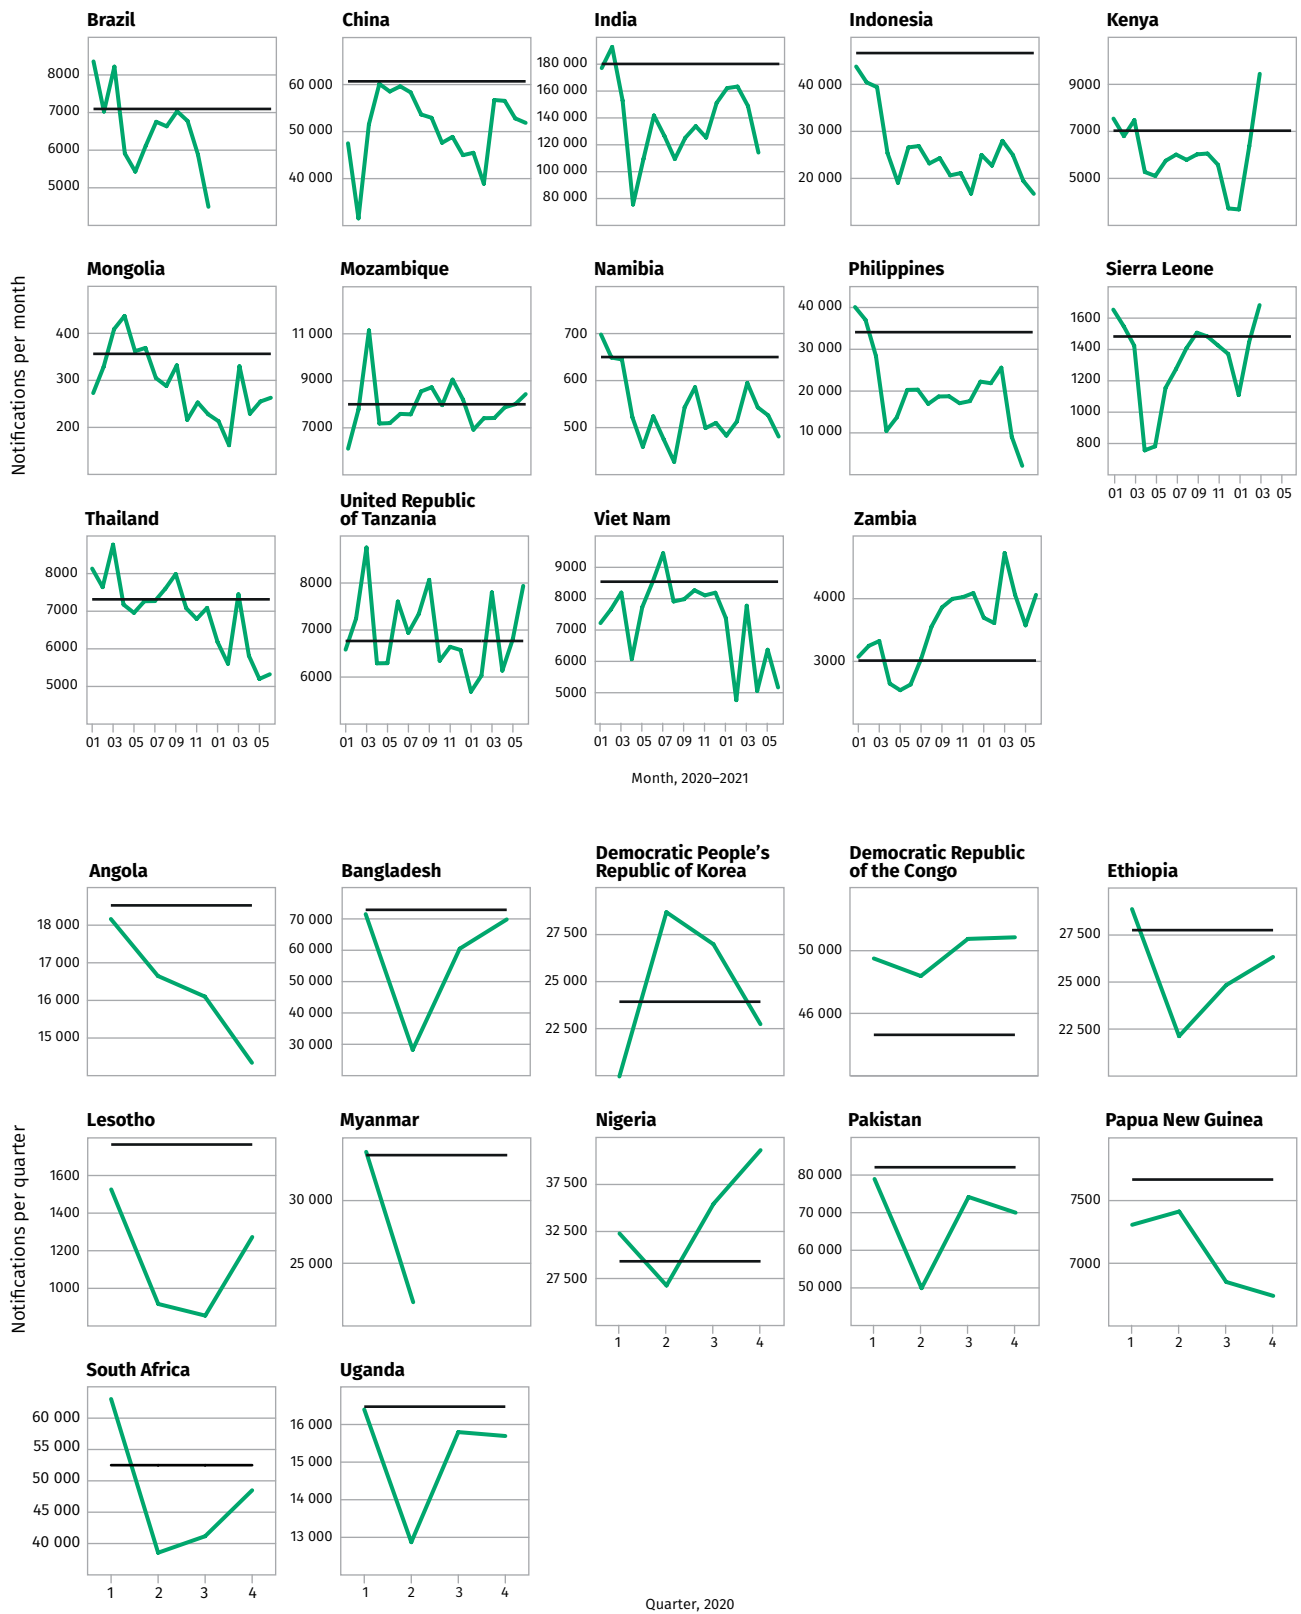 Brazil
8000
7000
6000
5000
China
60 000
50 000
40 000
India
180 000
160 000
140 000
120 000
100 000
80 000
Indonesia
40 000
30 000
20 000
Kenya
9000
7000
5000
Notifications per month
Mongolia
400
300
200
Mozambique
11 000
9000
7000
Namibia
700
600
500
Philippines
40 000
30 000
20 000
10 000
Sierra Leone
1600
1400
1200
1000
800
01 03 05 07 09 11 01 03 05
Thailand
8000
7000
6000
5000
01 03 05 07 09 11 01 03 05
United Republic
of Tanzania
8000
7000
6000
01 03 05 07 09 11 01 03 05
Viet Nam
9000
8000
7000
6000
5000
01 03 05 07 09 11 01 03 05
Zambia
4000
3000
01 03 05 07 09 11 01 03 05
Month, 2020–2021
Angola
18 000
17 000
16 000
15 000
Bangladesh
70 000
60 000
50 000
40 000
30 000
Democratic People’s
Republic of Korea
27 500
25 000
22 500
Democratic Republic
of the Congo
50 000
46 000
Ethiopia
27 500
25 000
22 500
Notifications per quarter
Lesotho
1600
1400
1200
1000
Myanmar
30 000
25 000
Nigeria
37 500
32 500
27 500
1 2 3 4
Pakistan
80 000
70 000
60 000
50 000
1 2 3 4
Papua New Guinea
7500
7000
1 2 3 4
South Africa
60 000
55 000
50 000
45 000
40 000
1 2 3 4
Uganda
16 000
15 000
14 000
13 000
1 2 3 4
Quarter, 2020